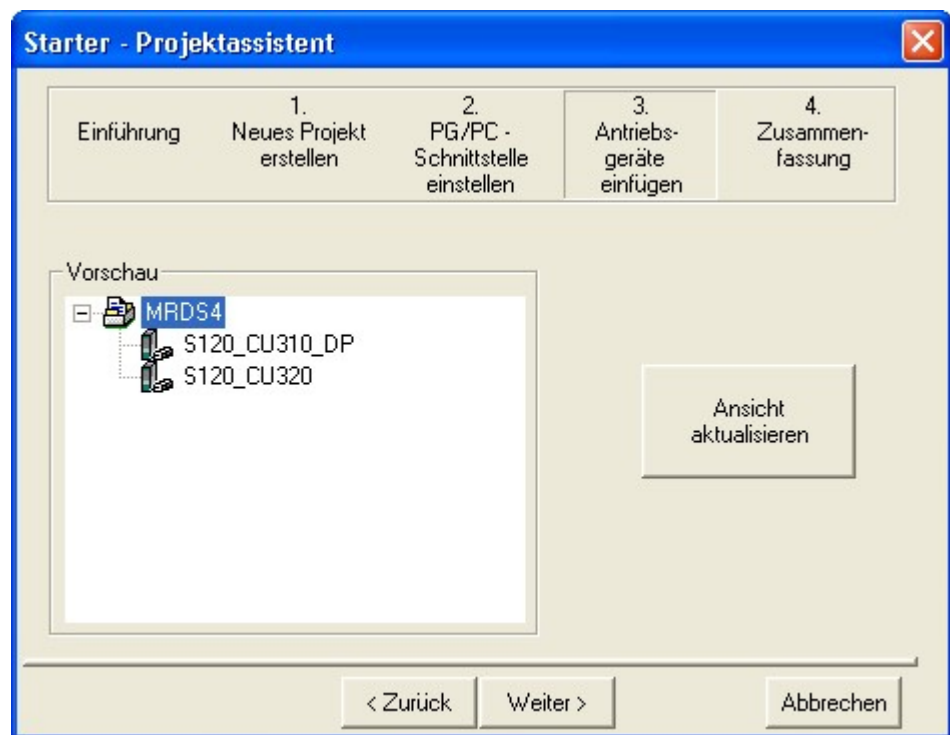 Starter - Projektassistent
Einführung
1.
Neues Projekt
erstellen
2.
PG/PC -
Schnittstelle
einstellen
3.
Antriebs-
geräte
einfügen
4.
Zusammen-
fassung
Vorschau
MRDS4
S120_CU310_DP
S120_CU320
Ansicht
aktualisieren
< Zurück
Weiter >
Abbrechen